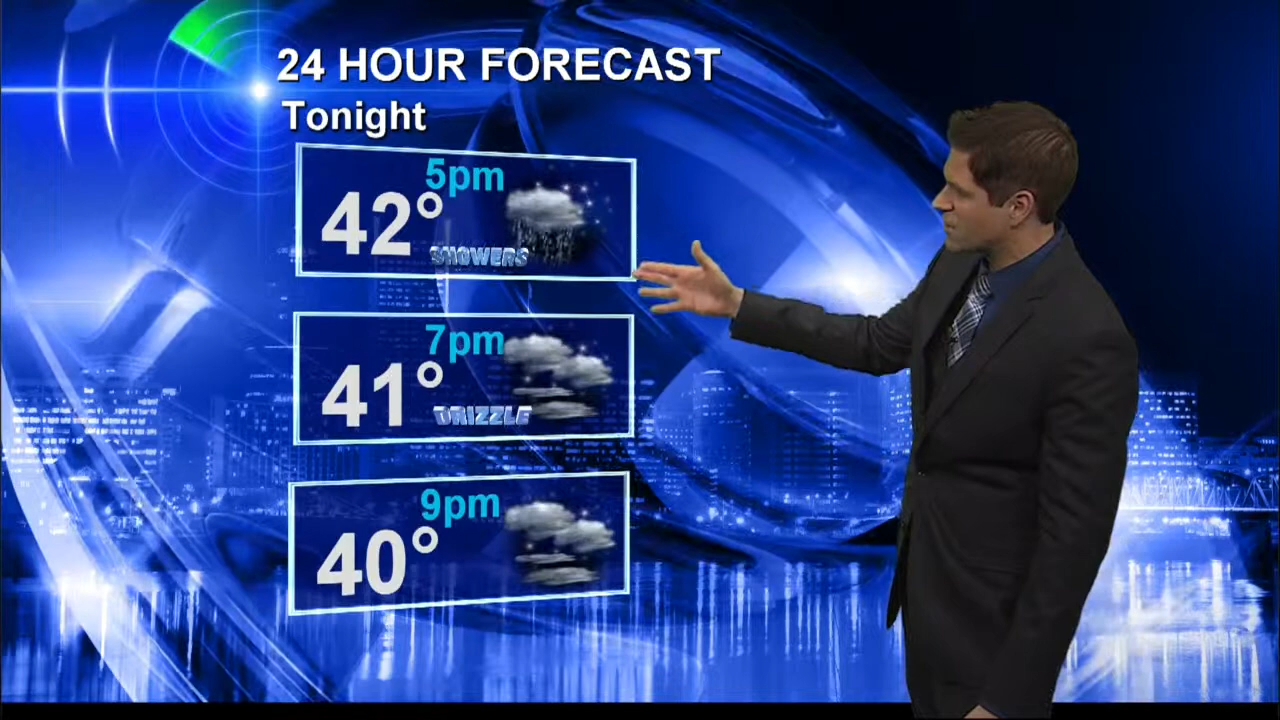 24 HOUR FORECAST
Tonight
5pm
42°
SHOWERS
7pm
41°
DRIZZLE
9pm
40°